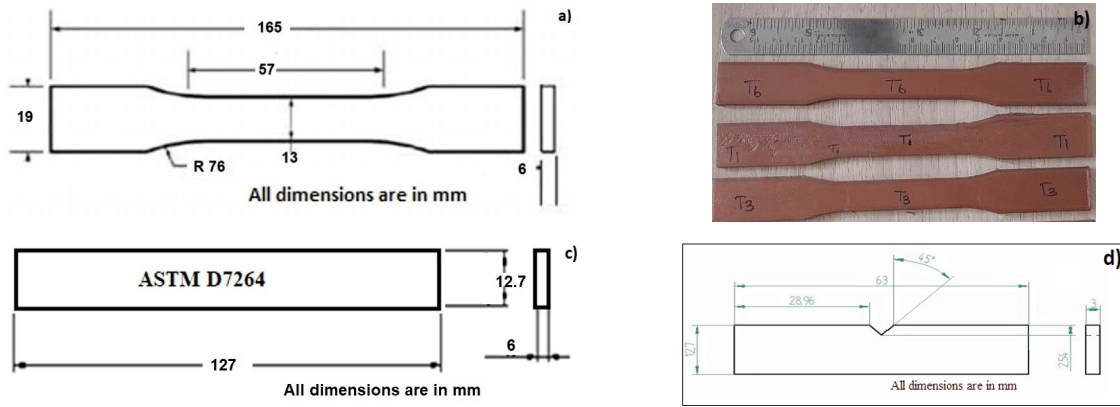 a)
165
57
19
R 76
13
6
All dimensions are in mm
b)
T6 T6 T6
T1 T1 T1 T1
T3 T3 T3
c)
ASTM D7264
12.7
127
6
All dimensions are in mm
d)
45°
63
28,96
3
12,7
2,54
All dimensions are in mm